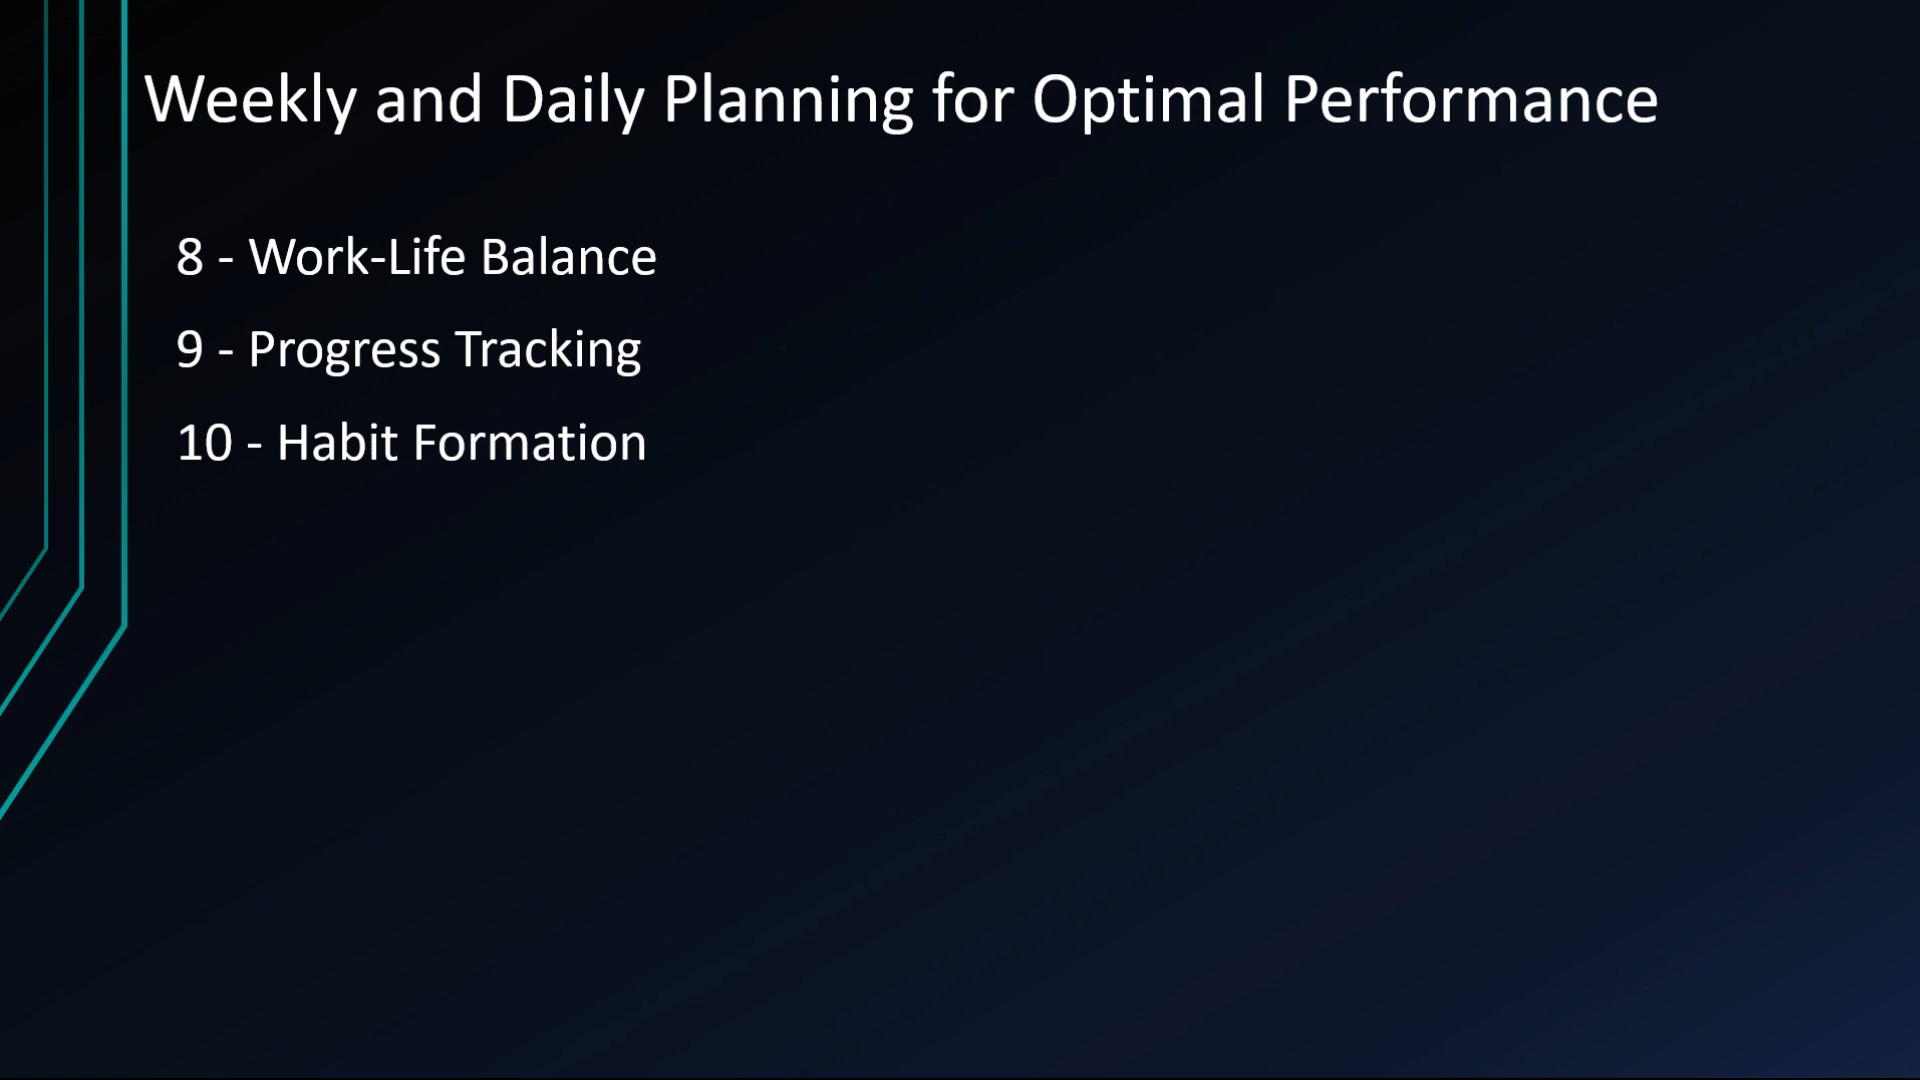 Weekly and Daily Planning for Optimal Performance
8 - Work-Life Balance
9 - Progress Tracking
10 - Habit Formation